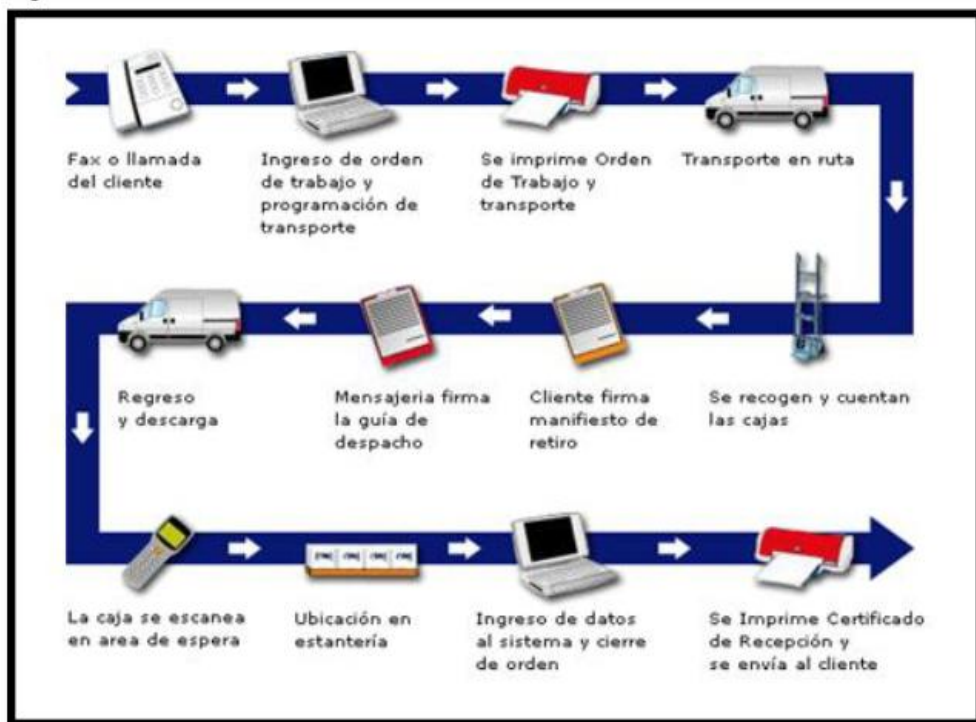 Fax o llamada
del cliente
Ingreso de orden
de trabajo y
programación de
transporte
Se imprime Orden
de Trabajo y
transporte
Transporte en ruta
Se recogen y cuentan
las cajas
Cliente firma
manifiesto de
retiro
Mensajeria firma
la guía de
despacho
Regreso
y descarga
La caja se escanea
en area de espera
Ubicación en
estantería
Ingreso de datos
al sistema y cierre
de orden
Se Imprime Certificado
de Recepción y
se envía al cliente